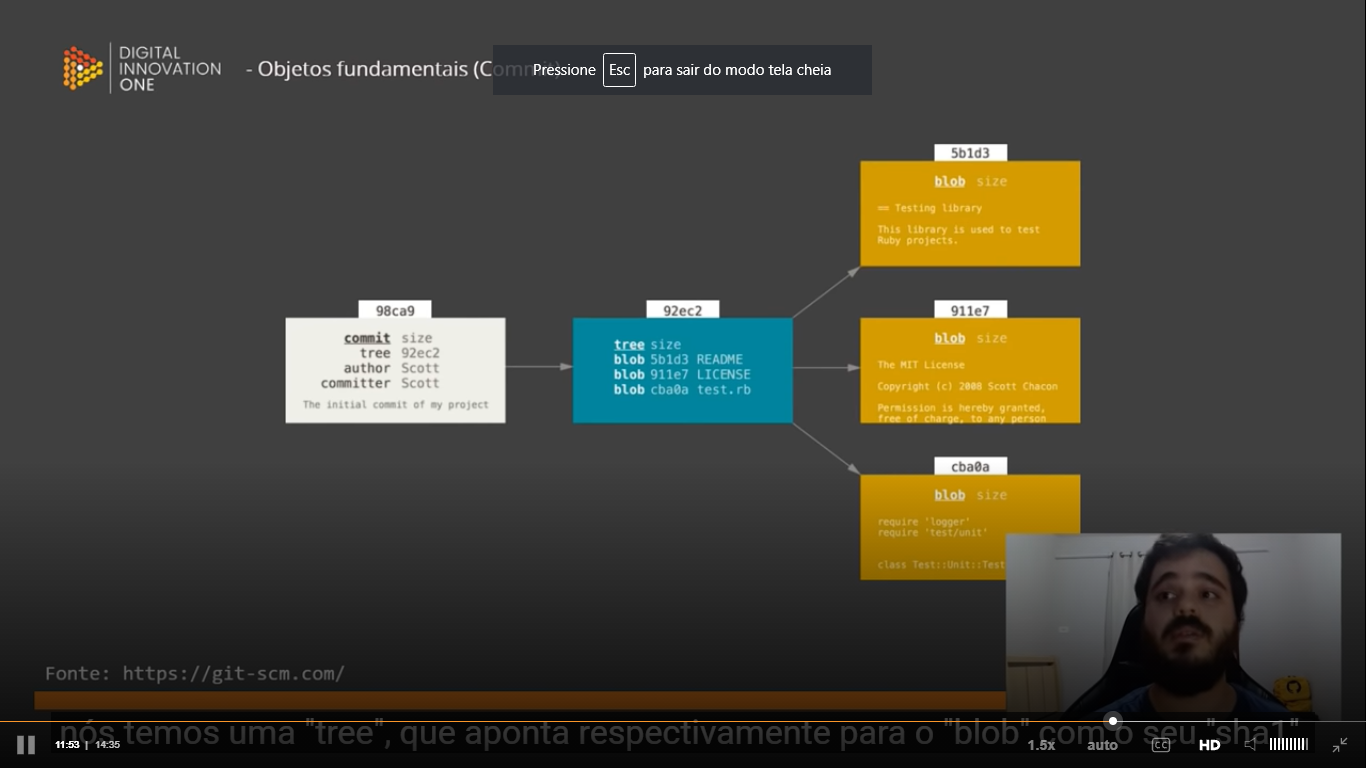 DIGITAL
INNOVATION
ONE
- Objetos fundamentais (Commit)
Pressione Esc para sair do modo tela cheia
98ca9
commit size
tree 92ec2
author Scott
committer Scott
The initial commit of my project
92ec2
tree size
blob 5b1d3 README
blob 911e7 LICENSE
blob cba0a test.rb
5b1d3
blob size
== Testing library
This library is used to test
Ruby projects.
911e7
blob size
The MIT License
Copyright (c) 2008 Scott Chacon
Permission is hereby granted,
free of charge, to any person
cba0a
blob size
require 'logger'
require 'test/unit'
class Test::Unit::Test
Fonte: https://git-scm.com/
nós temos uma "tree", que aponta respectivamente para o "blob" com o seu "sha1"
11:53 | 14:35
1.5x
auto
CC
HD